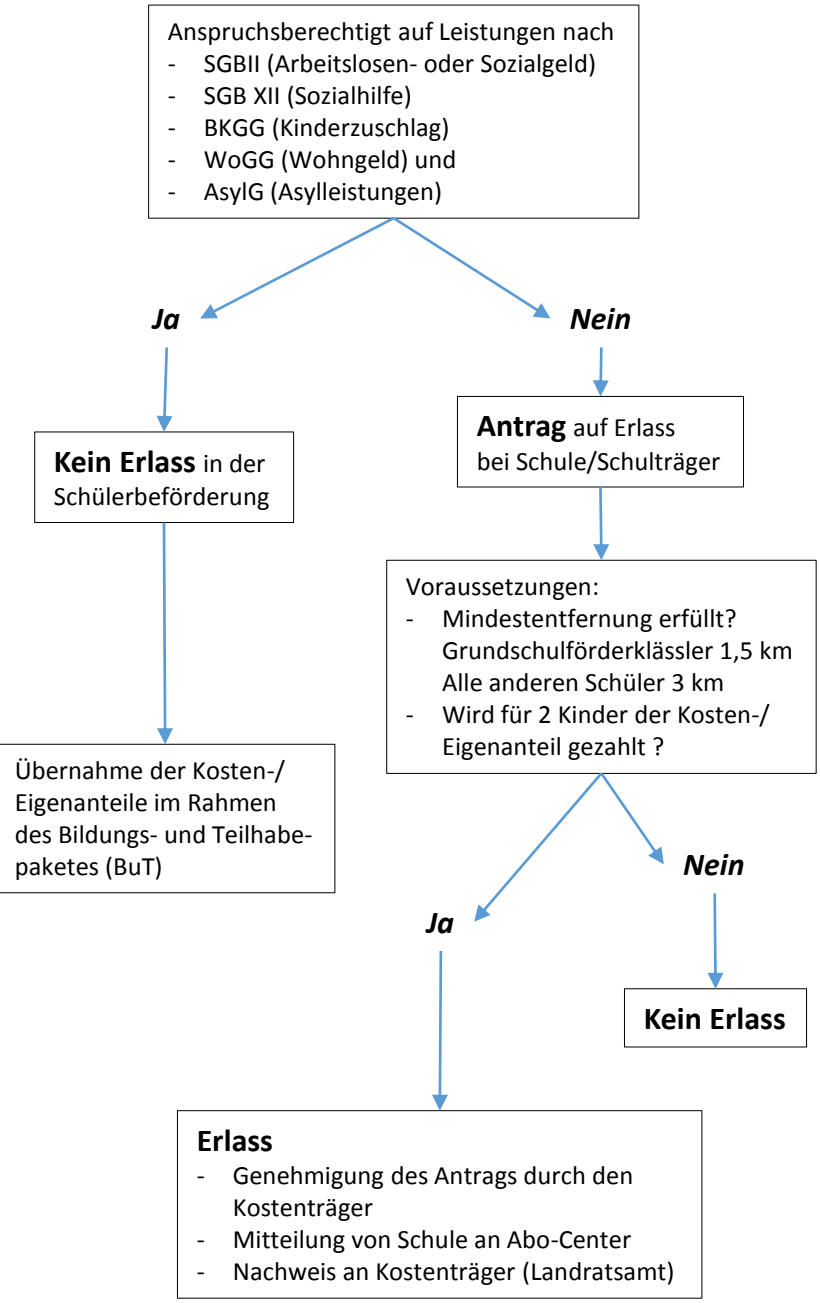 Anspruchsberechtigt auf Leistungen nach
- SGBII (Arbeitslosen- oder Sozialgeld)
- SGB XII (Sozialhilfe)
- BKGG (Kinderzuschlag)
- WoGG (Wohngeld) und
- AsylG (Asylleistungen)
Ja
Nein
Kein Erlass in der
Schülerbeförderung
Antrag auf Erlass
bei Schule/Schulträger
Voraussetzungen:
- Mindestentfernung erfüllt?
Grundschulförderklässler 1,5 km
Alle anderen Schüler 3 km
- Wird für 2 Kinder der Kosten-/
Eigenanteil gezahlt ?
Übernahme der Kosten-/
Eigenanteile im Rahmen
des Bildungs- und Teilhabe-
paketes (BuT)
Nein
Ja
Kein Erlass
Erlass
- Genehmigung des Antrags durch den
Kostenträger
- Mitteilung von Schule an Abo-Center
- Nachweis an Kostenträger (Landratsamt)